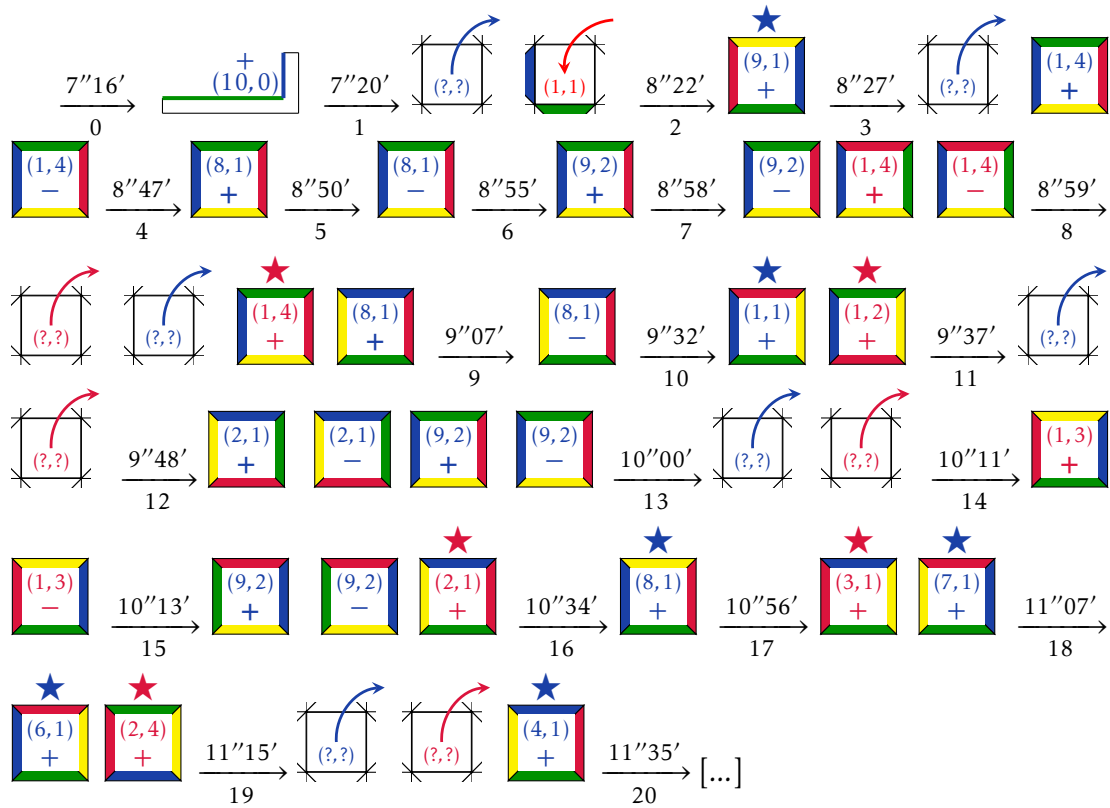 7′′16′ 0 + (10,0) 7′′20′ 1 (?,?) (1,1) 8′′22′ 2 (9,1) + 8′′27′ 3 (?,?) (1,4) +
(1,4) − 8′′47′ 4 (8,1) + 8′′50′ 5 (8,1) − 8′′55′ 6 (9,2) + 8′′58′ 7 (9,2) − (1,4) + (1,4) − 8′′59′ 8
(?,?) (?,?) (1,4) + (8,1) + 9′′07′ 9 (8,1) − 9′′32′ 10 (1,1) + (1,2) + 9′′37′ 11 (?,?)
(?,?) 9′′48′ 12 (2,1) + (2,1) − (9,2) + (9,2) − 10′′00′ 13 (?,?) (?,?) 10′′11′ 14 (1,3) +
(1,3) − 10′′13′ 15 (9,2) + (9,2) − (2,1) + 10′′34′ 16 (8,1) + 10′′56′ 17 (3,1) + (7,1) + 11′′07′ 18
(6,1) + (2,4) + 11′′15′ 19 (?,?) (?,?) (4,1) + 11′′35′ 20 [...]